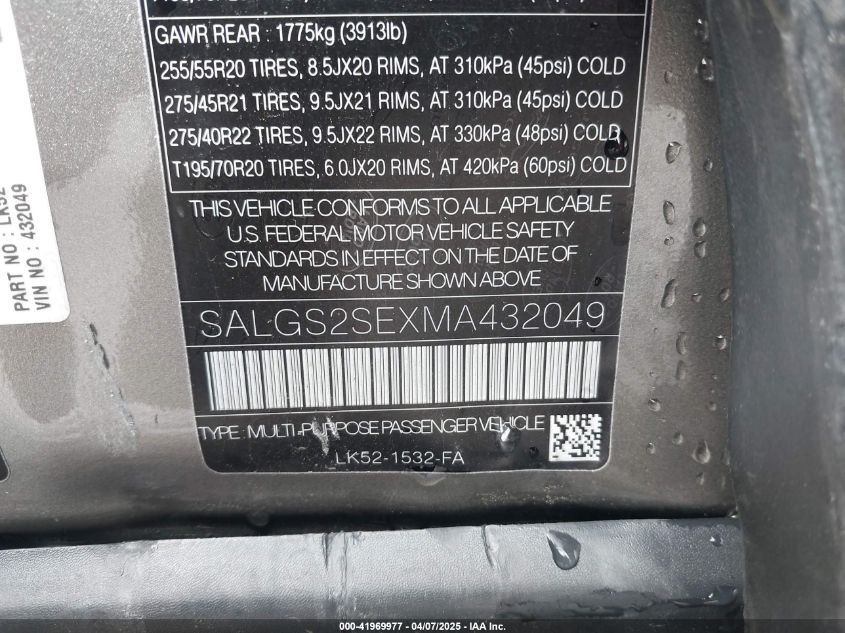 GAWR REAR : 1775kg (3913lb)
255/55R20 TIRES, 8.5JX20 RIMS, AT 310kPa (45psi) COLD
275/45R21 TIRES, 9.5JX21 RIMS, AT 310kPa (45psi) COLD
275/40R22 TIRES, 9.5JX22 RIMS, AT 330kPa (48psi) COLD
T195/70R20 TIRES, 6.0JX20 RIMS, AT 420kPa (60psi) COLD
THIS VEHICLE CONFORMS TO ALL APPLICABLE
U.S. FEDERAL MOTOR VEHICLE SAFETY
STANDARDS IN EFFECT ON THE DATE OF
MANUFACTURE SHOWN ABOVE
SALGS2SEXMA432049
TYPE: MULTI-PURPOSE PASSENGER VEHICLE
LK52-1532-FA
PART NO : LK52
VIN NO : 432049
000-41969977 - 04/07/2025 - IAA Inc.